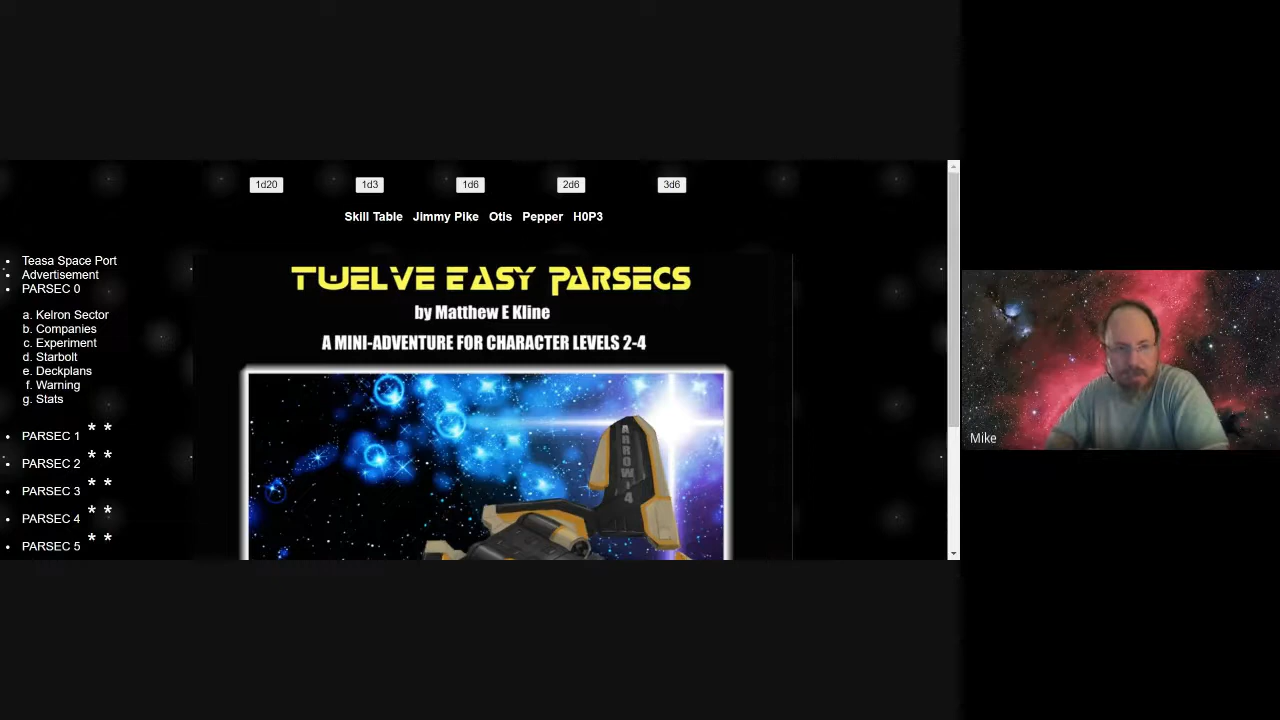 1d20 1d3 1d6 2d6 3d6
Skill Table Jimmy Pike Otis Pepper H0P3
• Teasa Space Port
• Advertisement
• PARSEC 0
a. Kelron Sector
b. Companies
c. Experiment
d. Starbolt
e. Deckplans
f. Warning
g. Stats
• PARSEC 1 * *
• PARSEC 2 * *
• PARSEC 3 * *
• PARSEC 4 * *
• PARSEC 5 * *
TWELVE EASY PARSECS
by Matthew E Kline
A MINI-ADVENTURE FOR CHARACTER LEVELS 2-4
ARROW14
Mike